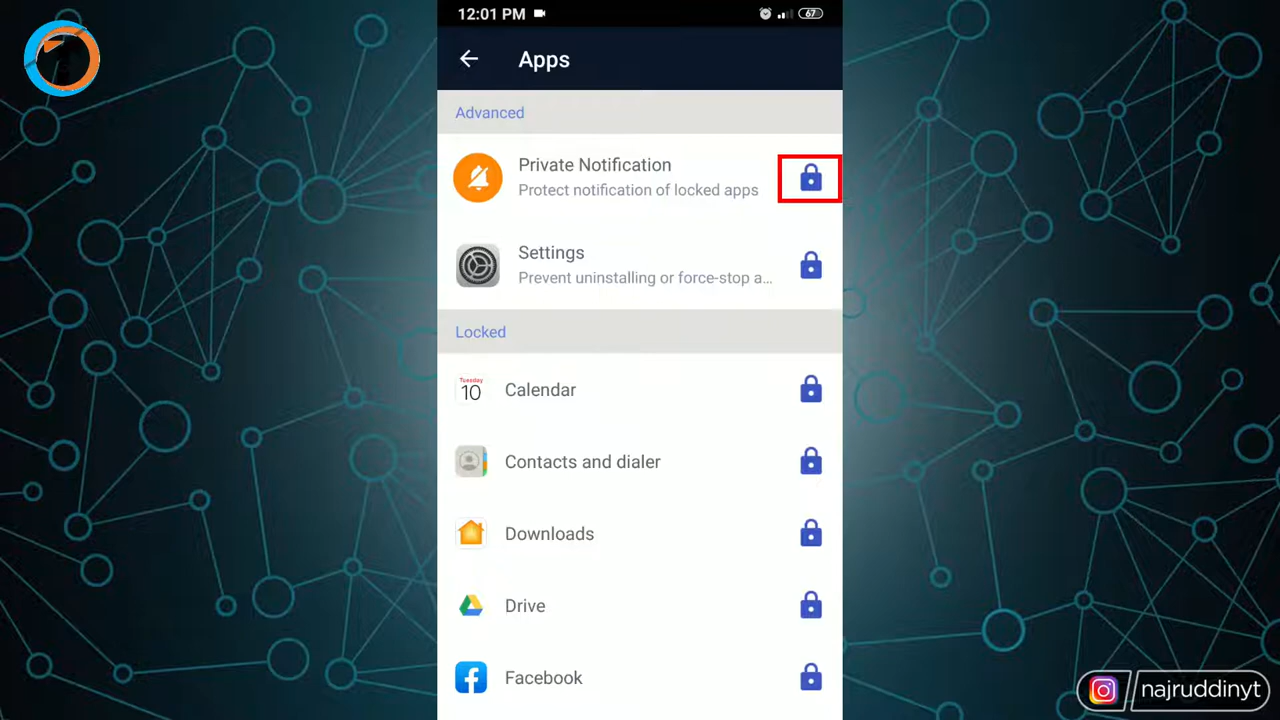 12:01 PM
67
Apps
Advanced
Private Notification
Protect notification of locked apps
Settings
Prevent uninstalling or force-stop a...
Locked
Tuesday
10
Calendar
Contacts and dialer
Downloads
Drive
Facebook
najruddinyt